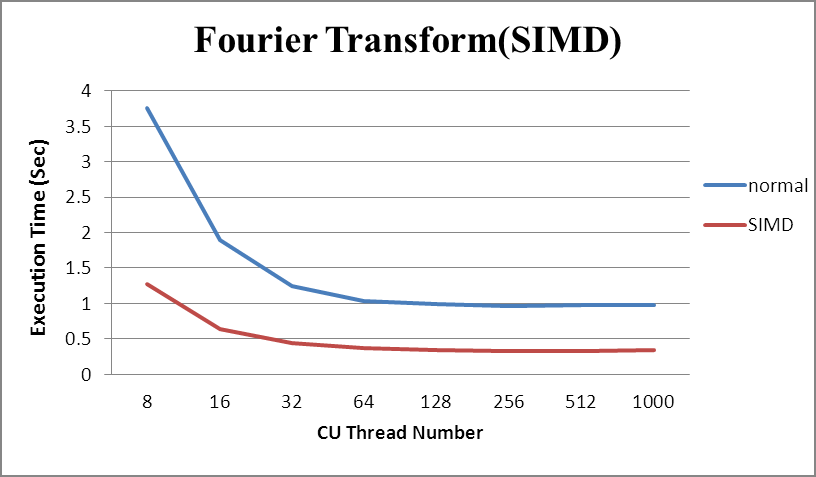 Fourier Transform(SIMD)
4
3.5
3
2.5
2
1.5
1
0.5
0
Execution Time (Sec)
8 16 32 64 128 256 512 1000
CU Thread Number
normal
SIMD